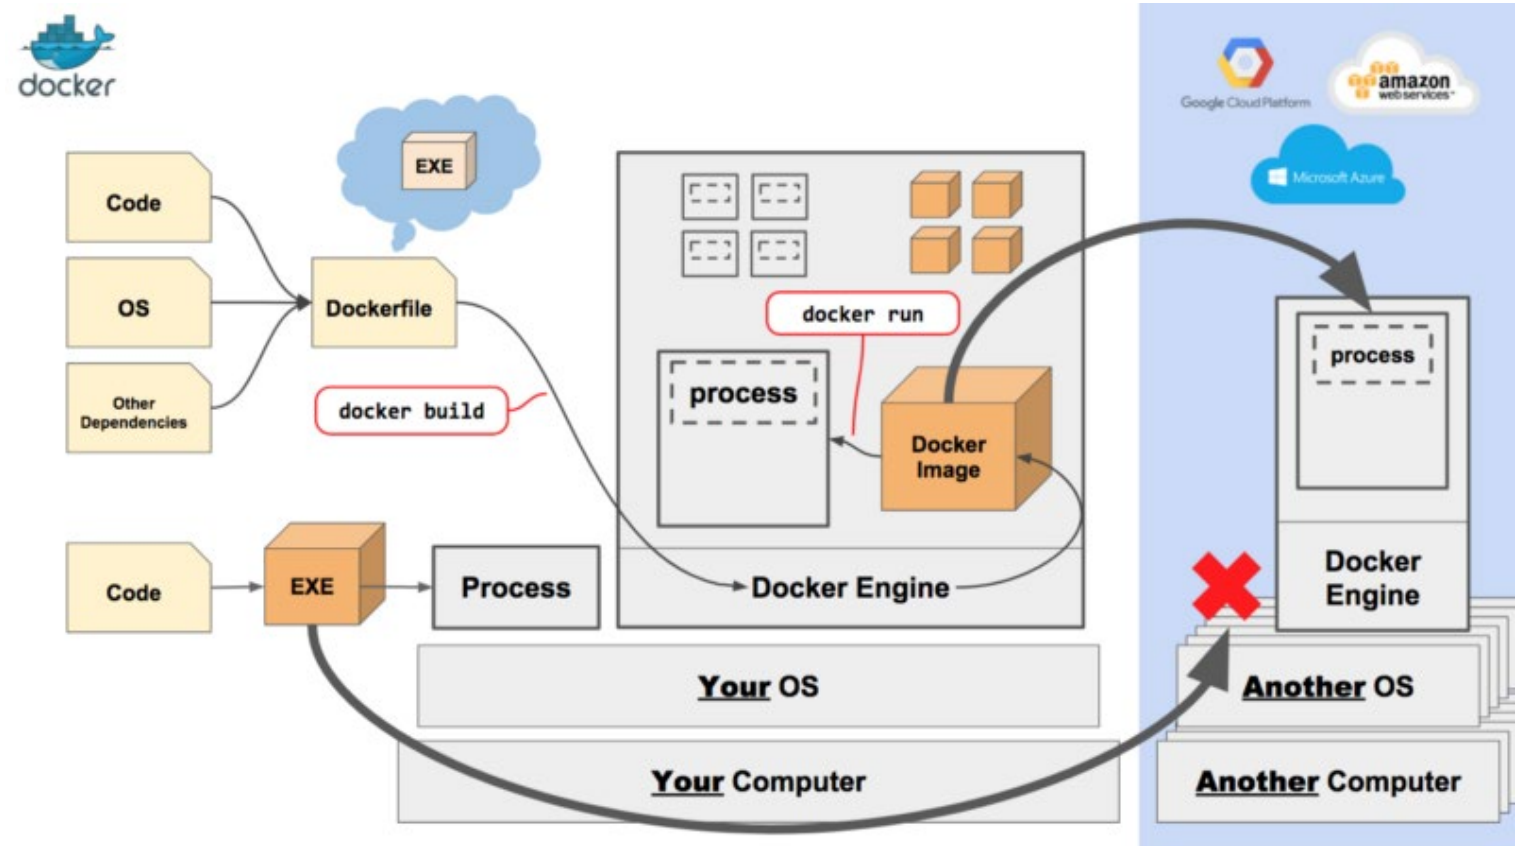 docker
Google Cloud Platform
amazon
web services™
Microsoft Azure
EXE
Code
OS
Other
Dependencies
Dockerfile
docker build
docker run
process
Docker
Image
Docker Engine
process
Docker
Engine
Code
EXE
Process
Your OS
Your Computer
Another OS
Another Computer